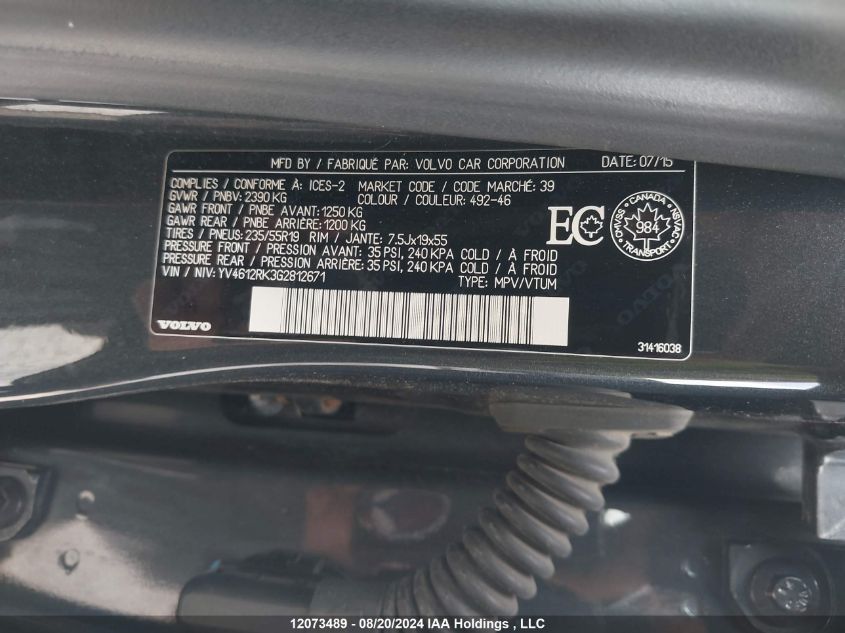 MFD BY / FABRIQUÉ PAR: VOLVO CAR CORPORATION DATE: 07/15
COMPLIES / CONFORME À: ICES-2 MARKET CODE / CODE MARCHÉ: 39
GVWR / PNBV: 2390 KG COLOUR / COULEUR: 492-46
GAWR FRONT / PNBE AVANT: 1250 KG
GAWR REAR / PNBE ARRIÈRE: 1200 KG
TIRES / PNEUS: 235/55R19 RIM / JANTE: 7.5Jx19x55
PRESSURE FRONT / PRESSION AVANT: 35 PSI, 240 KPA COLD / À FROID
PRESSURE REAR / PRESSION ARRIÈRE: 35 PSI, 240 KPA COLD / À FROID
VIN / NIV: YV4612RK3G2812671 TYPE: MPV/VTUM
EC
CANADA
CMVSS
984
NSVAC
TRANSPORT
VOLVO
31416038
12073489 - 08/20/2024 IAA Holdings , LLC